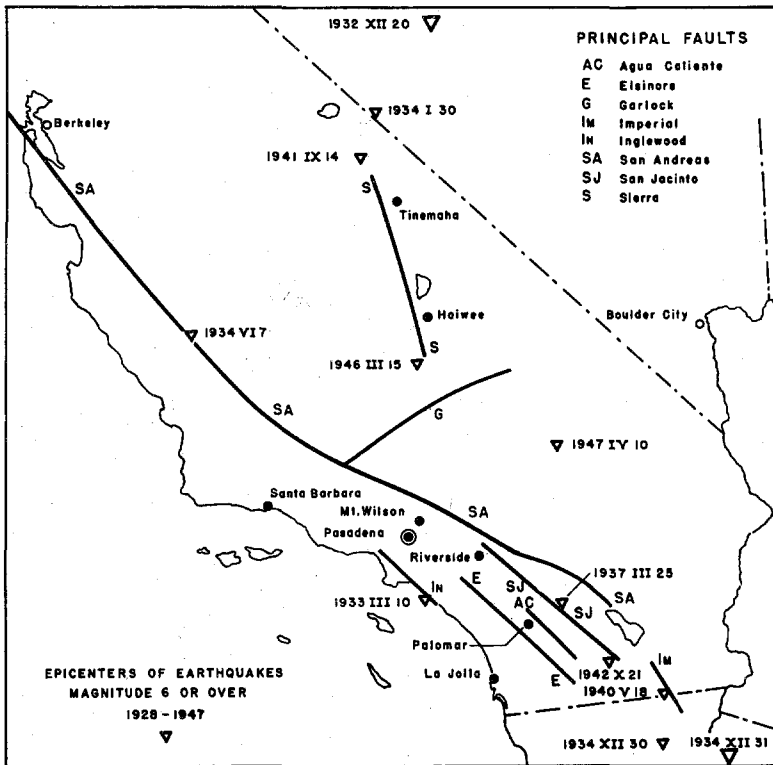 1932 XII 20
PRINCIPAL FAULTS
AC Agua Caliente
E Elsinore
G Garlock
IM Imperial
IN Inglewood
SA San Andreas
SJ San Jacinto
S Sierra
1934 I 30
Berkeley
1941 IX 14
SA
S
Tinemaha
Haiwee
Boulder City
1934 VI 7
S
1946 III 15
SA
G
1947 IV 10
Santa Barbara
Mt. Wilson
SA
Pasadena
Riverside
1937 III 25
E
SJ
SA
IN
AC
SJ
1933 III 10
Palomar
IM
EPICENTERS OF EARTHQUAKES
MAGNITUDE 6 OR OVER
1928-1947
La Jolla
E
1942 X 21
1940 V 18
1934 XII 30
1934 XII 31